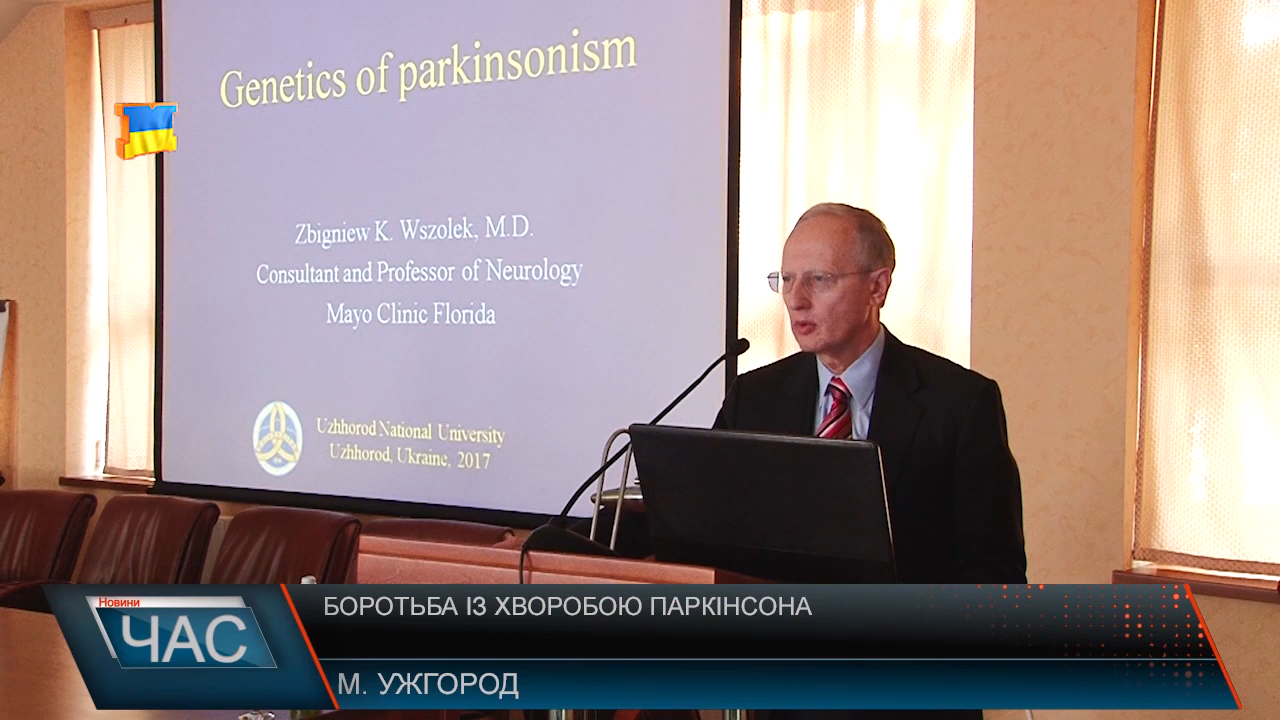 Genetics of parkinsonism
Zbigniew K. Wszolek, M.D.
Consultant and Professor of Neurology
Mayo Clinic Florida
Uzhhorod National University
Uzhhorod, Ukraine, 2017
Новини
ЧАС
БОРОТЬБА ІЗ ХВОРОБОЮ ПАРКІНСОНА
М. УЖГОРОД